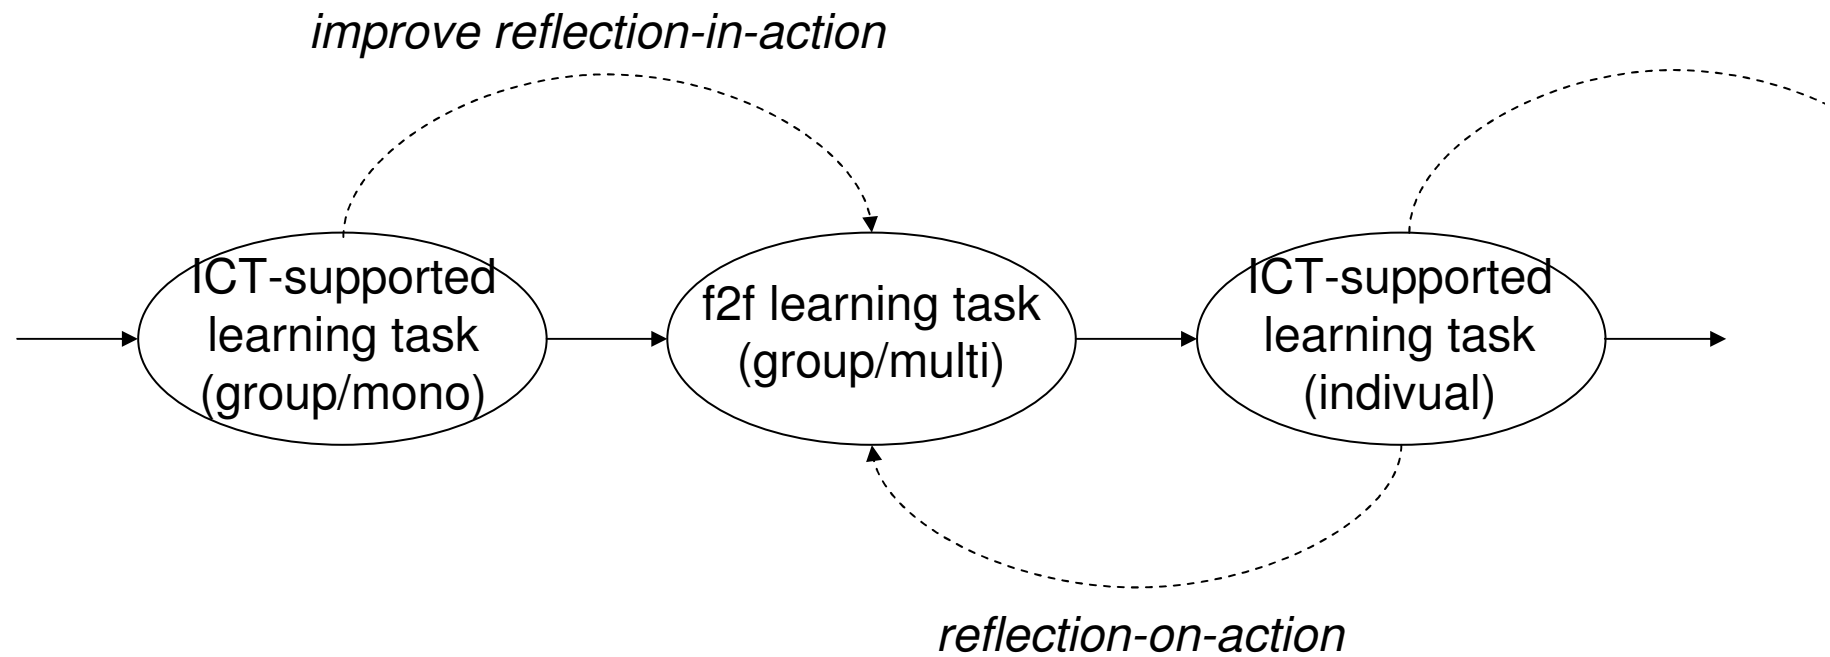 improve reflection-in-action
ICT-supported
learning task
(group/mono)
f2f learning task
(group/multi)
ICT-supported
learning task
(indivual)
reflection-on-action